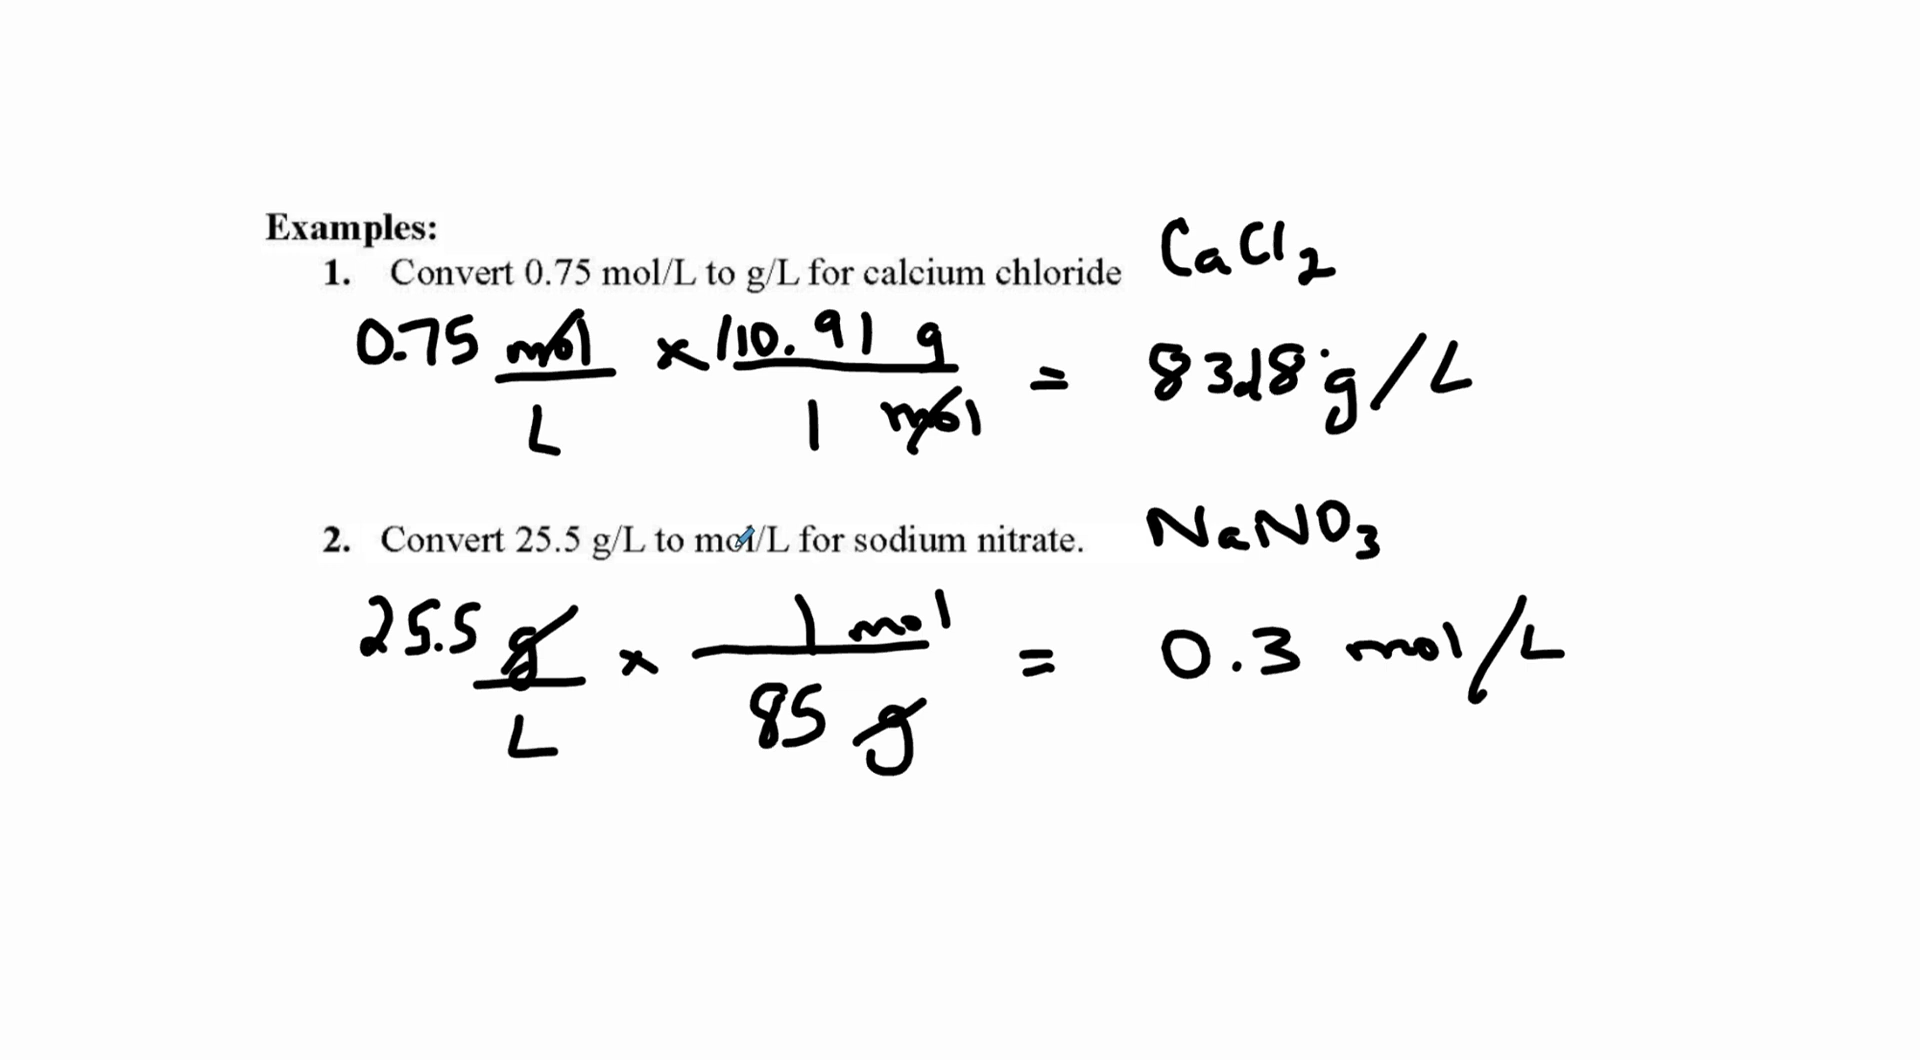 Examples:
1. Convert 0.75 mol/L to g/L for calcium chloride CaCl2
0.75 mol/L × 110.91 g/1 mol = 83.18 g/L
2. Convert 25.5 g/L to mol/L for sodium nitrate. NaNO3
25.5 g/L × 1 mol/85 g = 0.3 mol/L